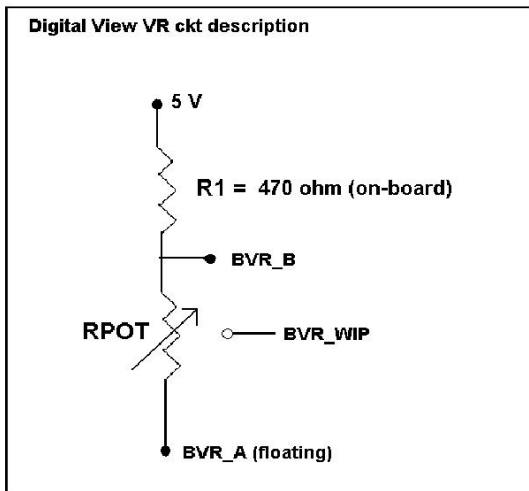 Digital View VR ckt description
5 V
R1 = 470 ohm (on-board)
BVR_B
RPOT
BVR_WIP
BVR_A (floating)